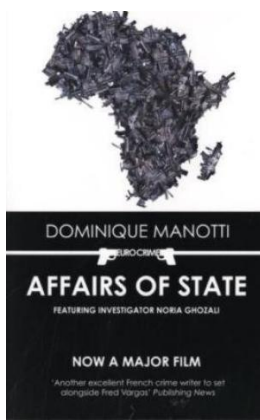 DOMINIQUE MANOTTI
EUROCRIME
AFFAIRS OF STATE
FEATURING INVESTIGATOR NORIA GHOZALI
NOW A MAJOR FILM
‘Another excellent French crime writer to set
alongside Fred Vargas’ Publishing News